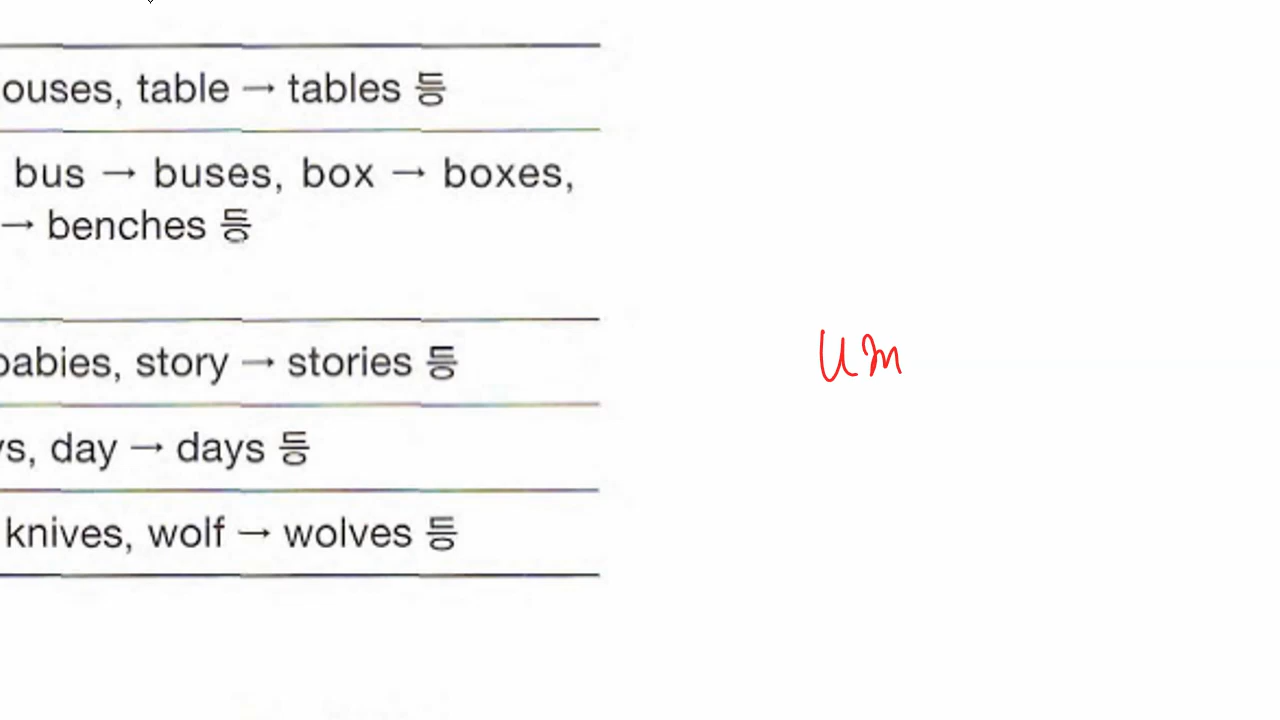 ouses, table → tables 등
bus → buses, box → boxes,
→ benches 등
babies, story → stories 등
ys, day → days 등
knives, wolf → wolves 등
um